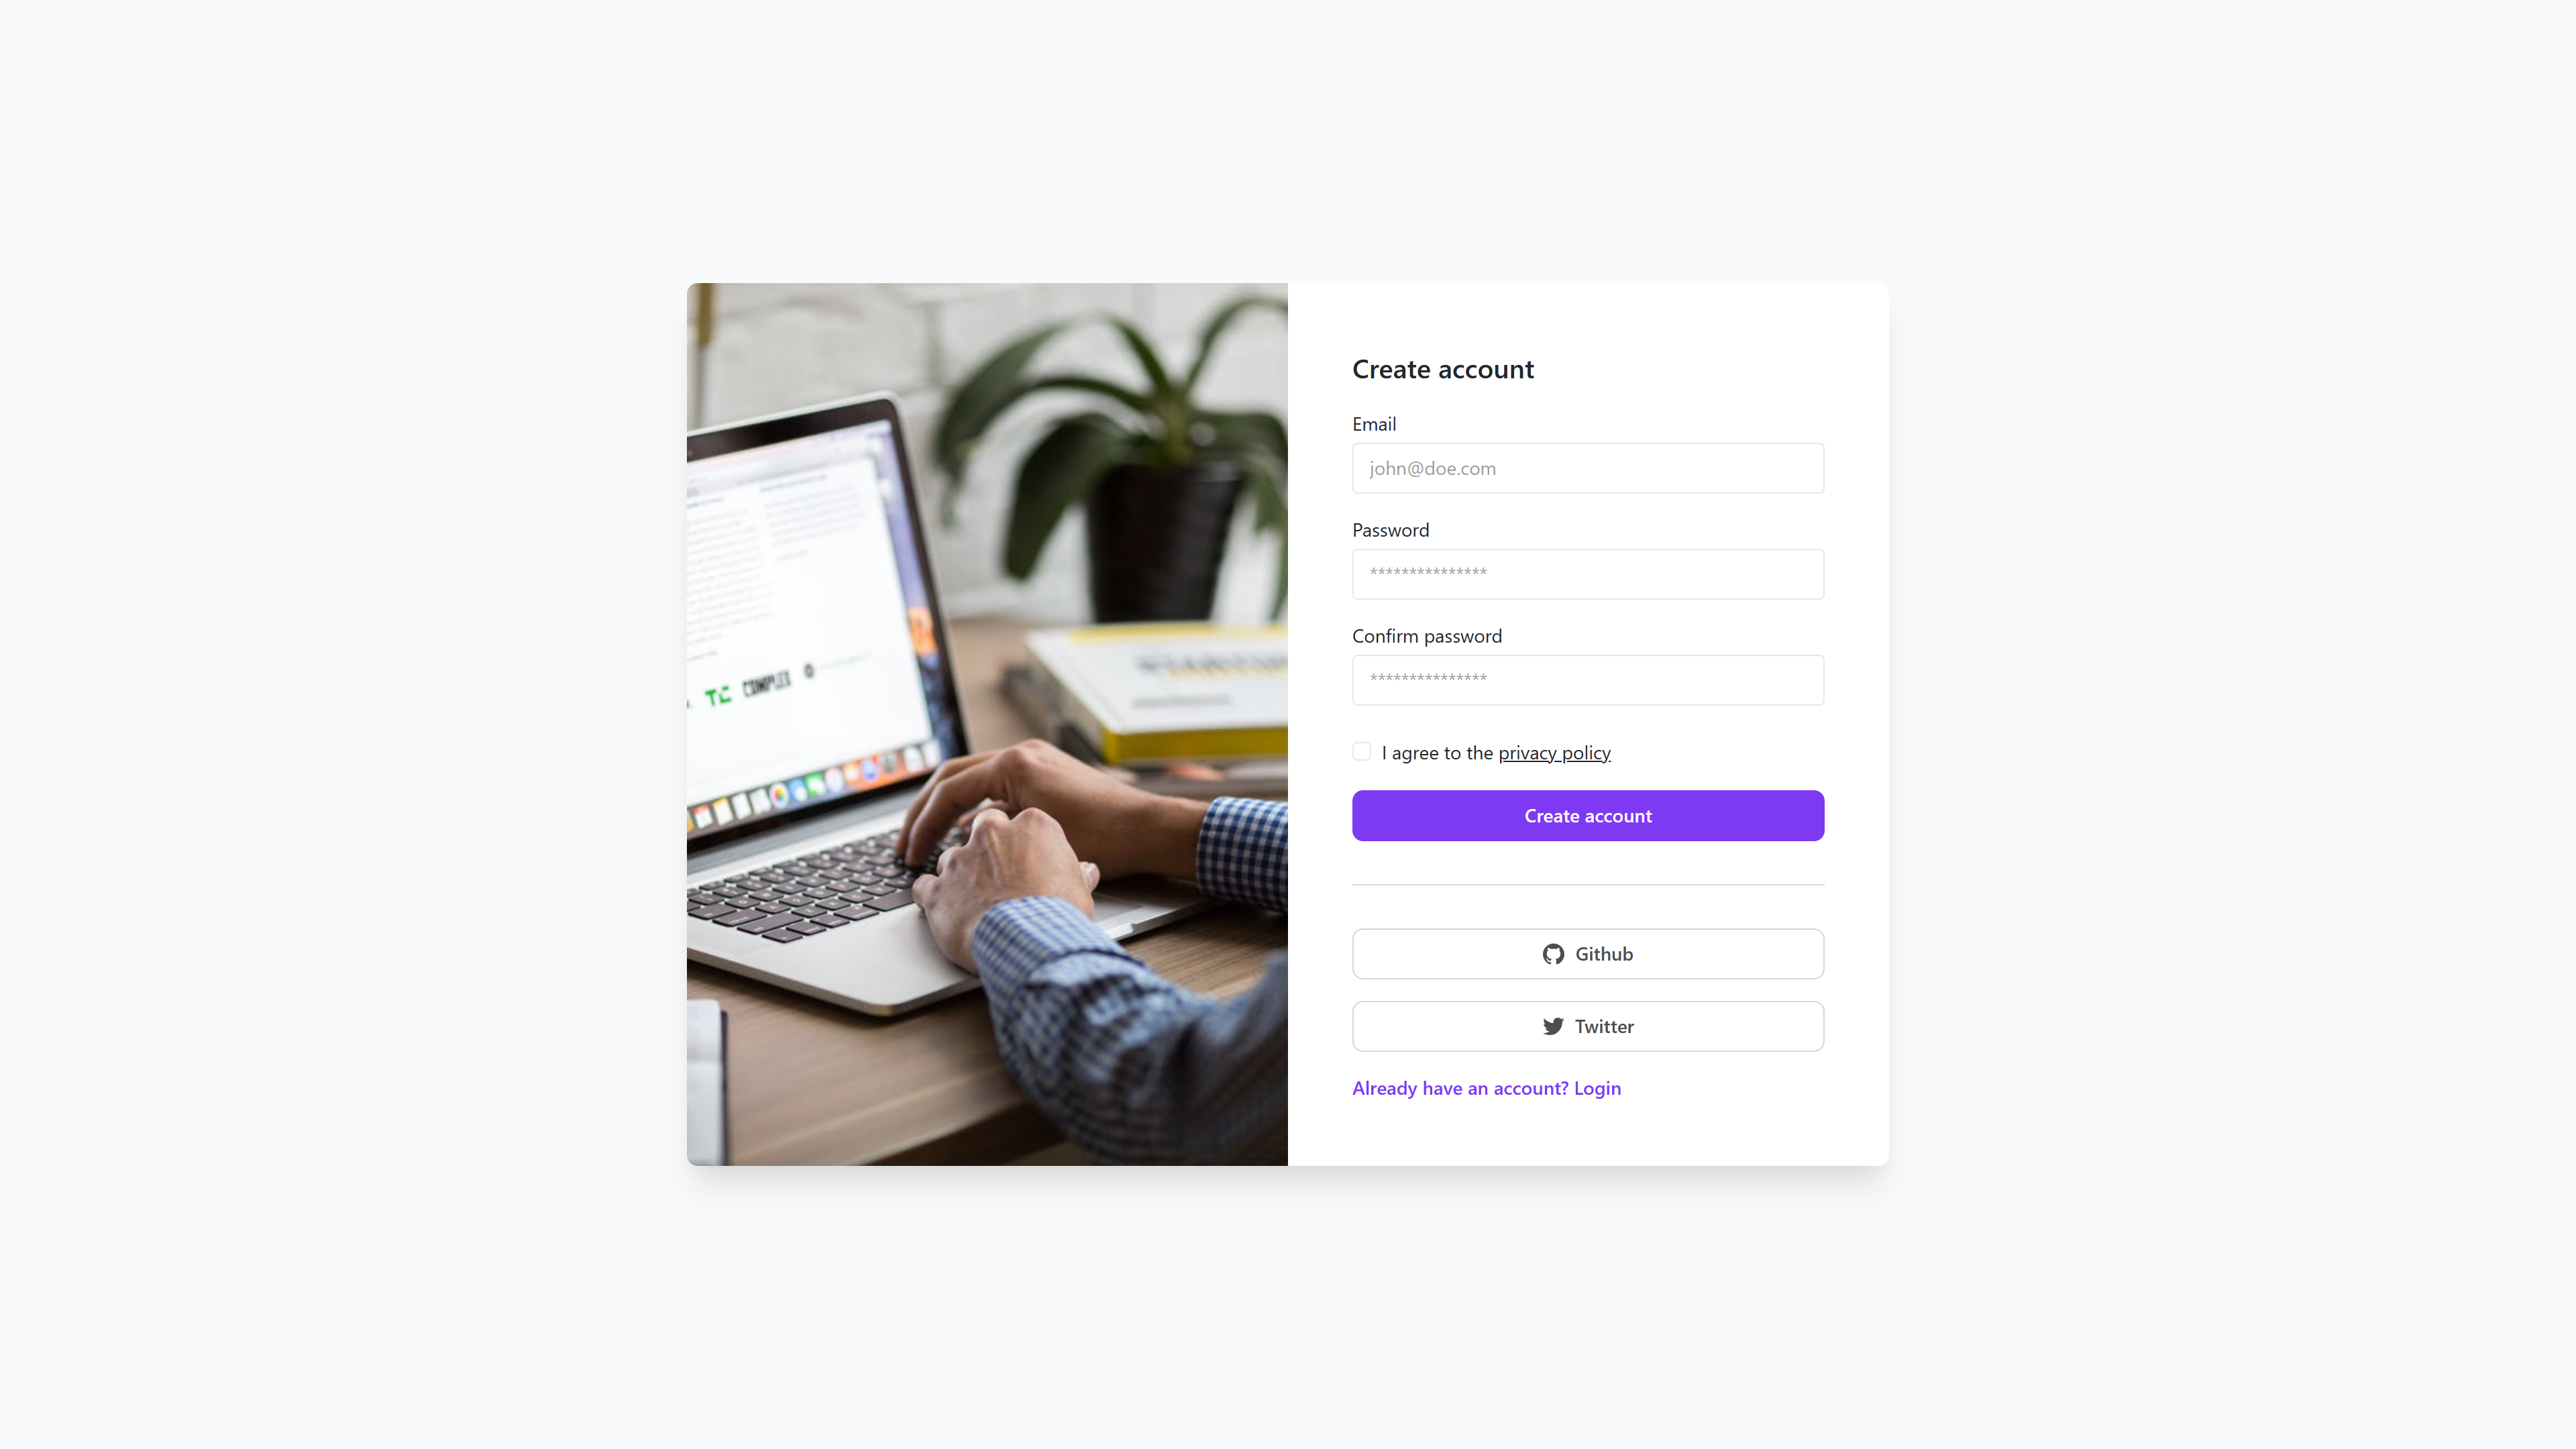 TC COMPLEX
Create account
Email
john@doe.com
Password
***************
Confirm password
***************
I agree to the privacy policy
Create account
Github
Twitter
Already have an account? Login